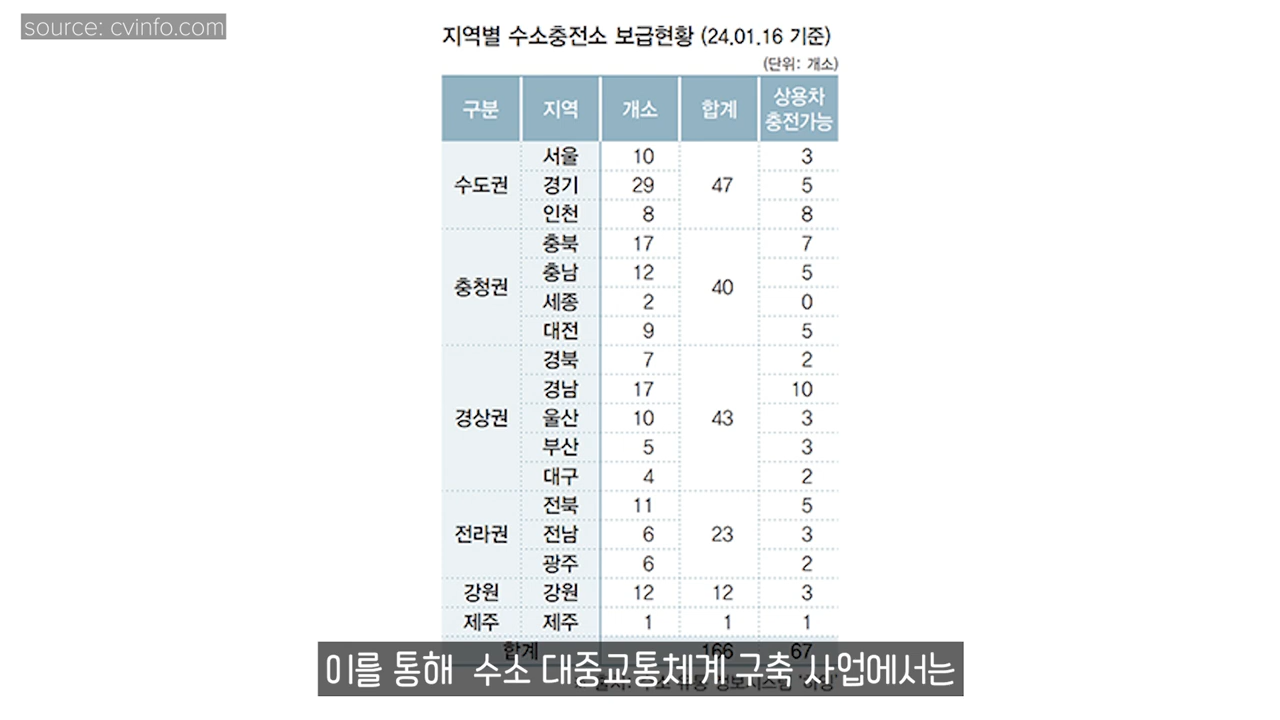 source: cvinfo.com
지역별 수소충전소 보급현황 (24.01.16 기준)
(단위: 개소)
구분 지역 개소 합계 상용차 충전가능
수도권 서울 10 47 3
경기 29 5
인천 8 8
충청권 충북 17 40 7
충남 12 5
세종 2 0
대전 9 5
경상권 경북 7 43 2
경남 17 10
울산 10 3
부산 5 3
대구 4 2
전라권 전북 11 23 5
전남 6 3
광주 6 2
강원 강원 12 12 3
제주 제주 1 1 1
합계 166 67
이를 통해 수소 대중교통체계 구축 사업에서는